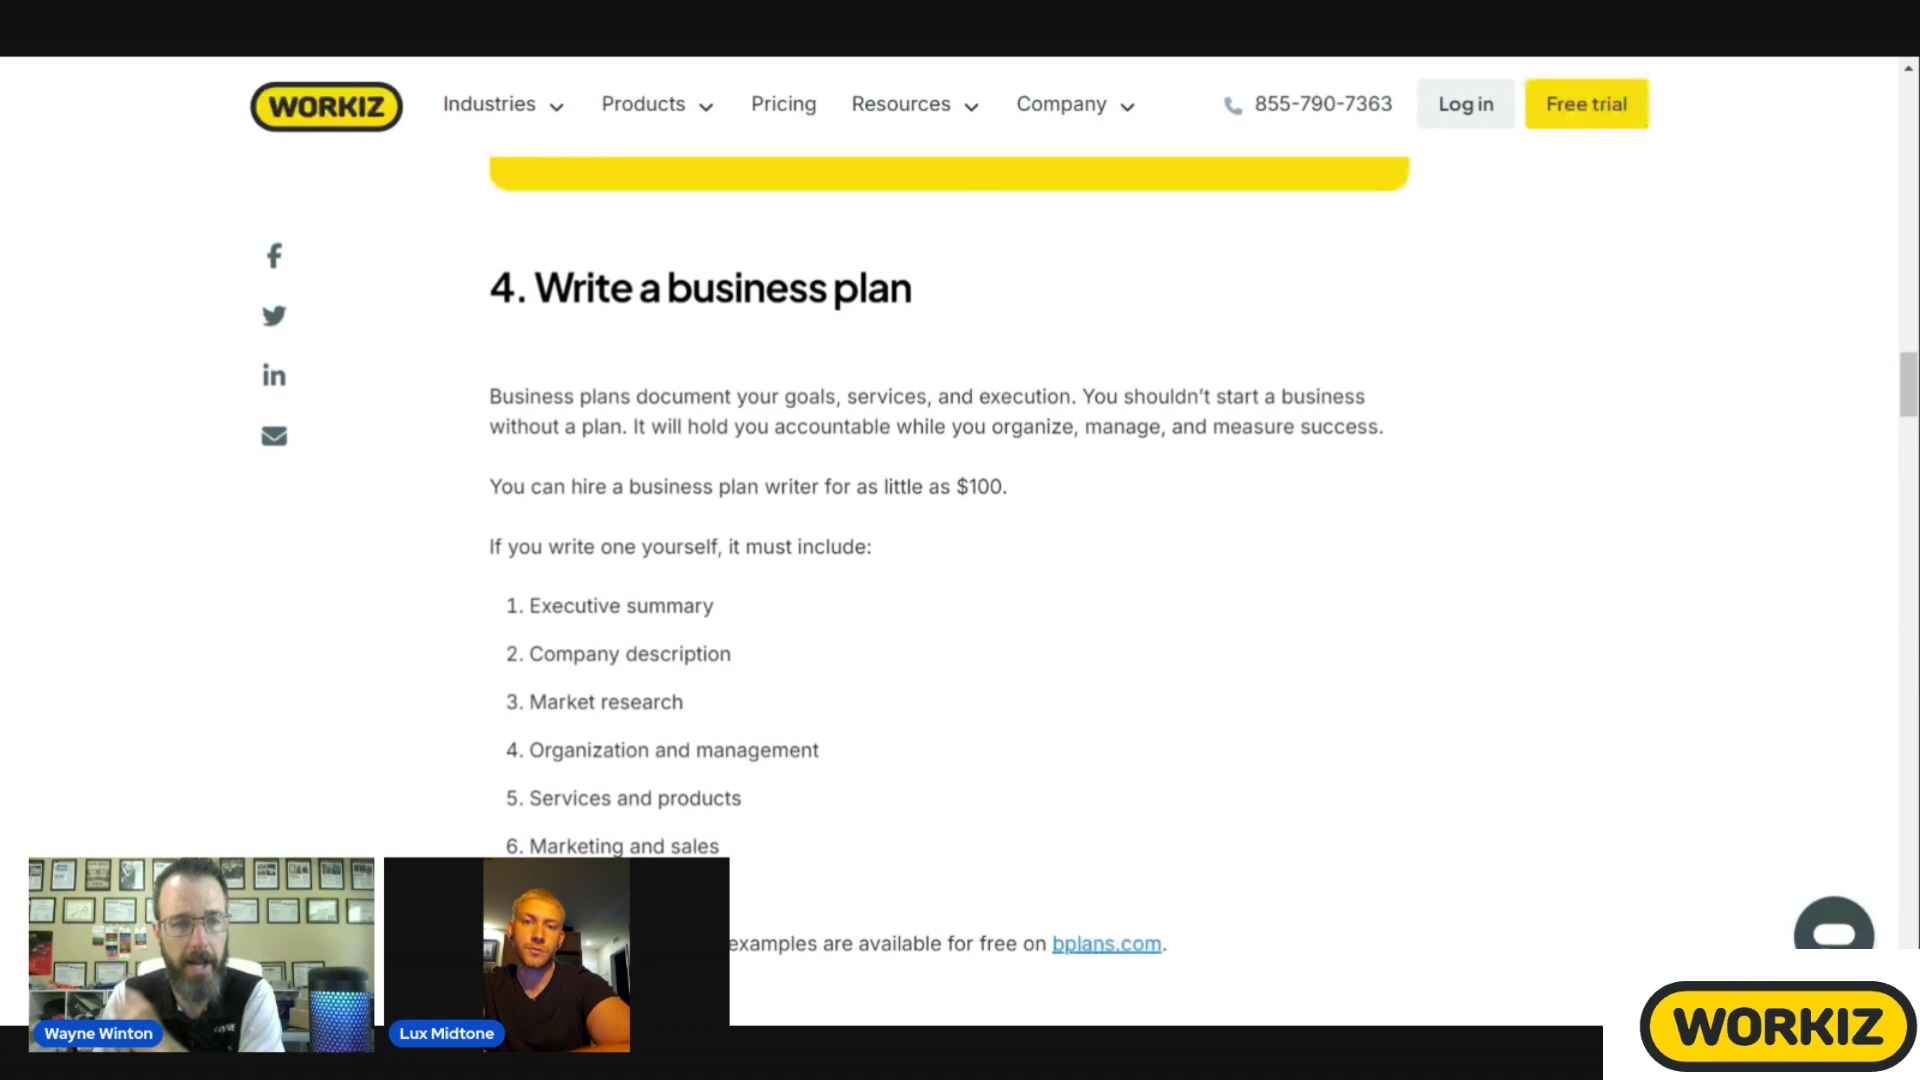 WORKIZ
Industries Products Pricing Resources Company 855-790-7363 Log in Free trial
4. Write a business plan
Business plans document your goals, services, and execution. You shouldn’t start a business
without a plan. It will hold you accountable while you organize, manage, and measure success.
You can hire a business plan writer for as little as $100.
If you write one yourself, it must include:
1. Executive summary
2. Company description
3. Market research
4. Organization and management
5. Services and products
6. Marketing and sales
examples are available for free on bplans.com.
Wayne Winton
Lux Midtone
WORKIZ